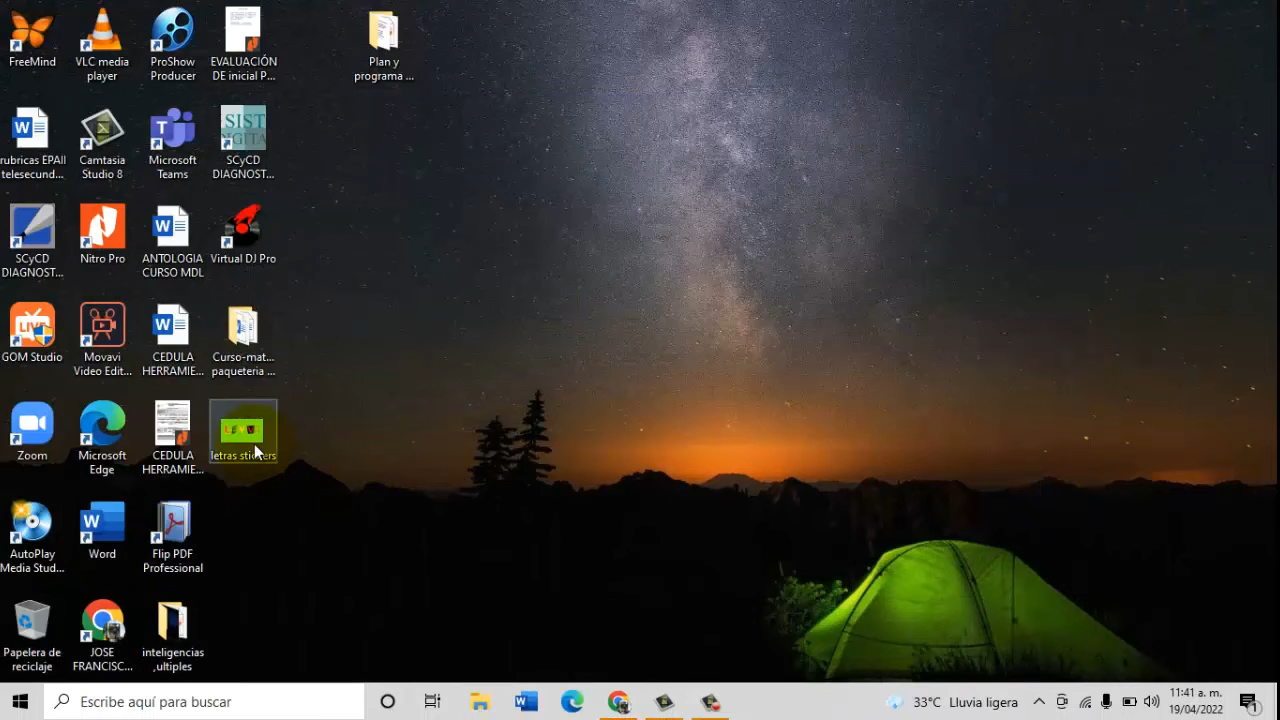 FreeMind
VLC media
player
ProShow
Producer
EVALUACIÓN
DE inicial P...
Plan y
programa ...
rubricas EPAII
telesecund...
Camtasia
Studio 8
Microsoft
Teams
SIST
SCyCD
DIAGNOST...
SCyCD
DIAGNOST...
Nitro Pro
ANTOLOGIA
CURSO MDL
Virtual DJ Pro
LIVE
GOM Studio
Movavi
Video Edit...
CEDULA
HERRAMIE...
Curso-mat...
paqueteria ...
Zoom
Microsoft
Edge
CEDULA
HERRAMIE...
letras stickers
AutoPlay
Media Stud...
Word
Flip PDF
Professional
Papelera de
reciclaje
JOSE
FRANCISC...
inteligencias
,ultiples
Escribe aquí para buscar
33°C Lluvia ligera
19/04/2022